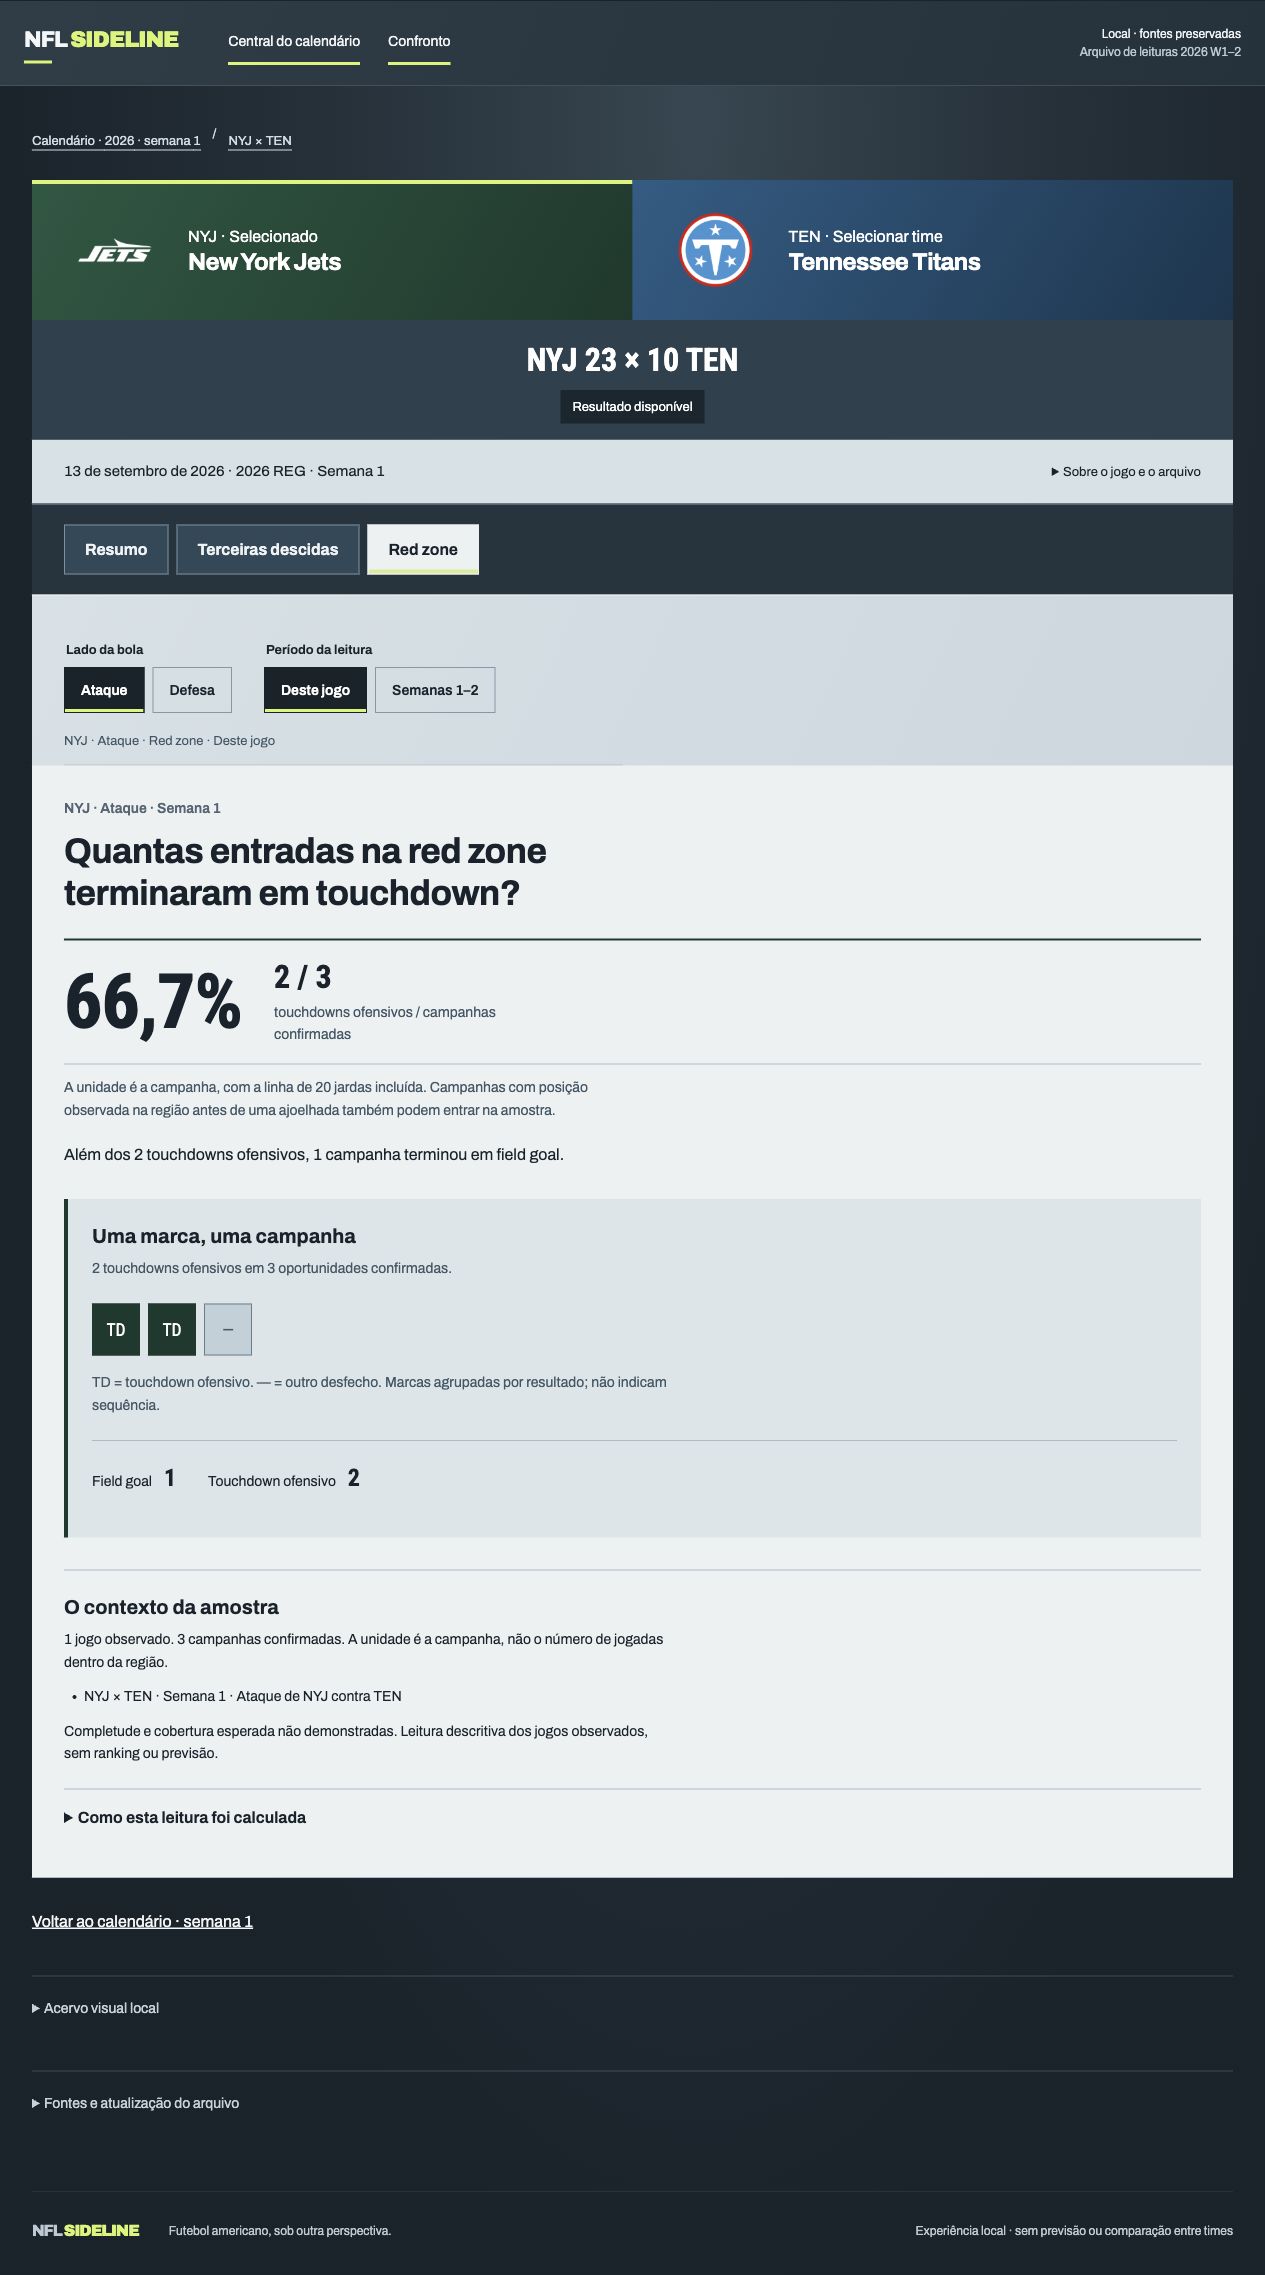 NFL SIDELINE
Central do calendário
Confronto
Local · fontes preservadas
Arquivo de leituras 2026 W1–2
Calendário · 2026 · semana 1 / NYJ × TEN
JETS
NYJ · Selecionado
New York Jets
T
TEN · Selecionar time
Tennessee Titans
NYJ 23 × 10 TEN
Resultado disponível
13 de setembro de 2026 · 2026 REG · Semana 1
▶ Sobre o jogo e o arquivo
Resumo
Terceiras descidas
Red zone
Lado da bola
Ataque
Defesa
Período da leitura
Deste jogo
Semanas 1–2
NYJ · Ataque · Red zone · Deste jogo
NYJ · Ataque · Semana 1
Quantas entradas na red zone
terminaram em touchdown?
66,7%
2 / 3
touchdowns ofensivos / campanhas
confirmadas
A unidade é a campanha, com a linha de 20 jardas incluída. Campanhas com posição
observada na região antes de uma ajoelhada também podem entrar na amostra.
Além dos 2 touchdowns ofensivos, 1 campanha terminou em field goal.
Uma marca, uma campanha
2 touchdowns ofensivos em 3 oportunidades confirmadas.
TD
TD
—
TD = touchdown ofensivo. — = outro desfecho. Marcas agrupadas por resultado; não indicam
sequência.
Field goal 1
Touchdown ofensivo 2
O contexto da amostra
1 jogo observado. 3 campanhas confirmadas. A unidade é a campanha, não o número de jogadas
dentro da região.
• NYJ × TEN · Semana 1 · Ataque de NYJ contra TEN
Completude e cobertura esperada não demonstradas. Leitura descritiva dos jogos observados,
sem ranking ou previsão.
▶ Como esta leitura foi calculada
Voltar ao calendário · semana 1
▶ Acervo visual local
▶ Fontes e atualização do arquivo
NFL SIDELINE
Futebol americano, sob outra perspectiva.
Experiência local · sem previsão ou comparação entre times